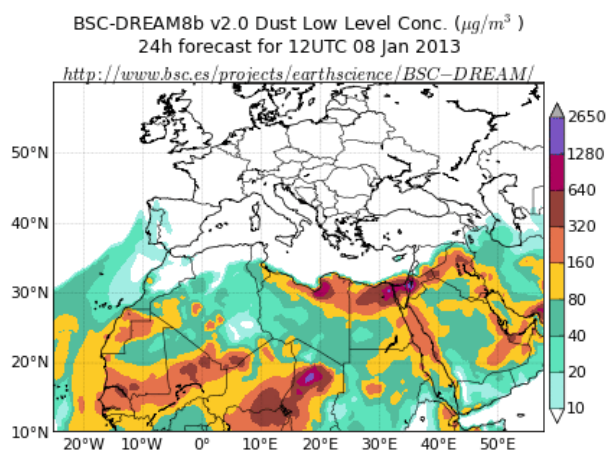 BSC-DREAM8b v2.0 Dust Low Level Conc. (μg/m³ )
24h forecast for 12UTC 08 Jan 2013
http://www.bsc.es/projects/earthscience/BSC−DREAM/
50°N
40°N
30°N
20°N
10°N
20°W 10°W 0° 10°E 20°E 30°E 40°E 50°E
2650
1280
640
320
160
80
40
20
10